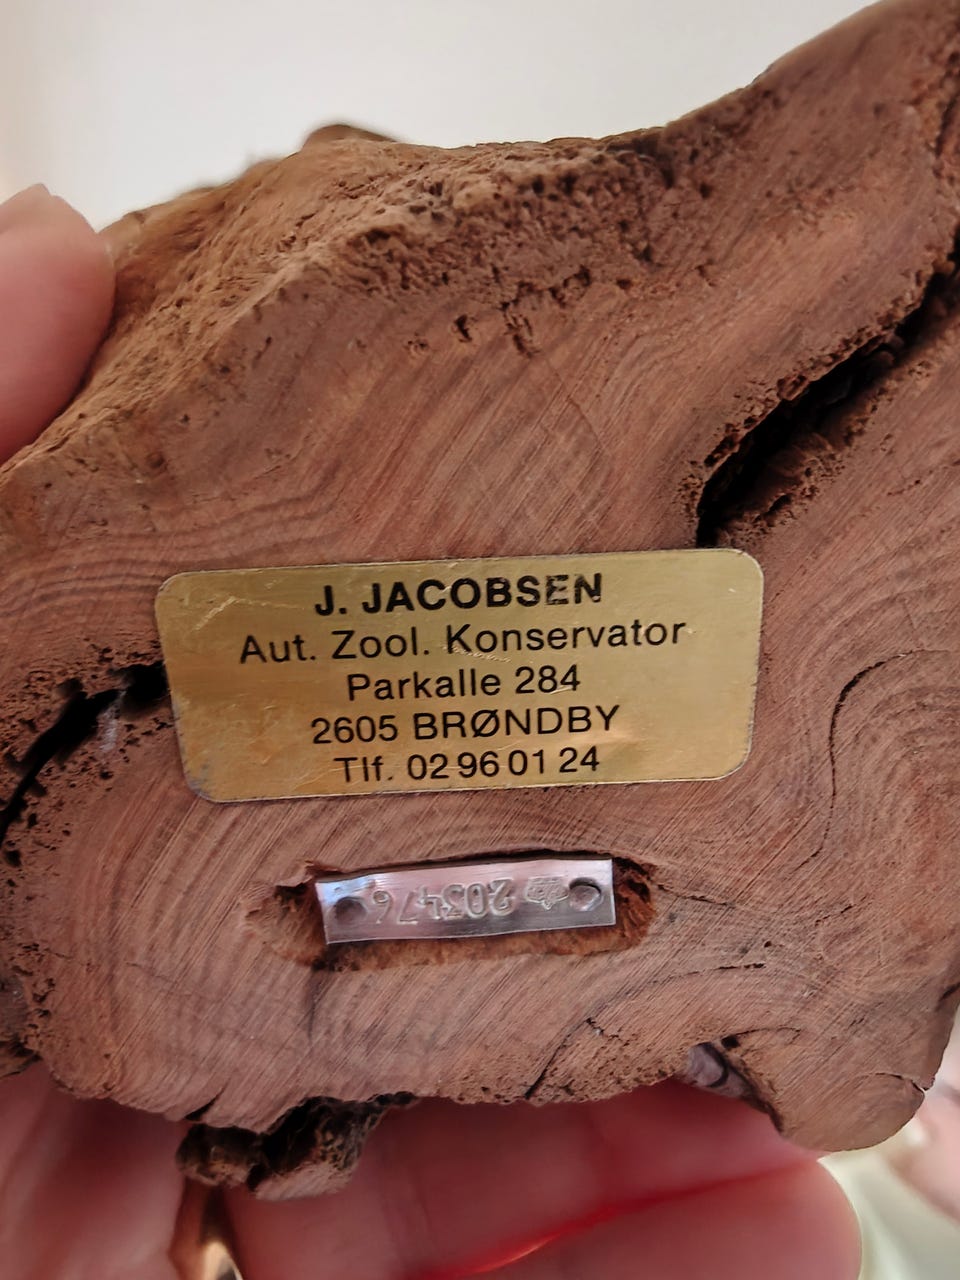 J. JACOBSEN
Aut. Zool. Konservator
Parkalle 284
2605 BRØNDBY
Tlf. 02 96 01 24
203476